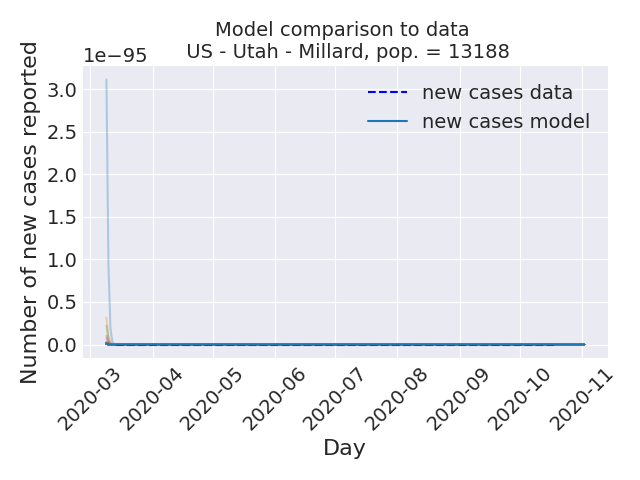 Model comparison to data
US - Utah - Millard, pop. = 13188
1e−95
Number of new cases reported
3.0
2.5
2.0
1.5
1.0
0.5
0.0
new cases data
new cases model
2020-03
2020-04
2020-05
2020-06
2020-07
2020-08
2020-09
2020-10
2020-11
Day